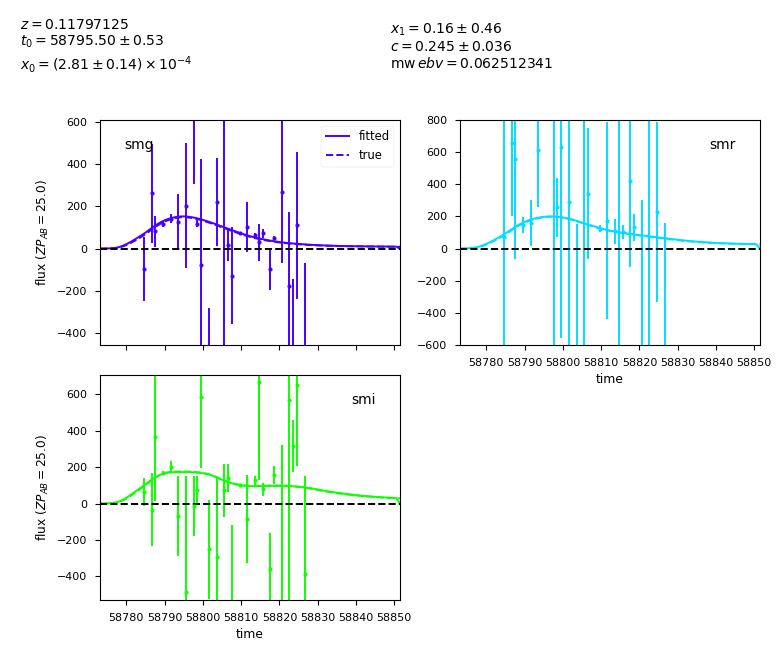 z = 0.11797125
t₀ = 58795.50 ± 0.53
x₀ = (2.81 ± 0.14) × 10⁻⁴
x₁ = 0.16 ± 0.46
c = 0.245 ± 0.036
mw ebv = 0.062512341
smg
fitted
true
600
400
200
0
−200
−400
flux (ZP_AB = 25.0)
smr
800
600
400
200
0
−200
−400
−600
58780 58790 58800 58810 58820 58830 58840 58850
time
smi
600
400
200
0
−200
−400
flux (ZP_AB = 25.0)
58780 58790 58800 58810 58820 58830 58840 58850
time